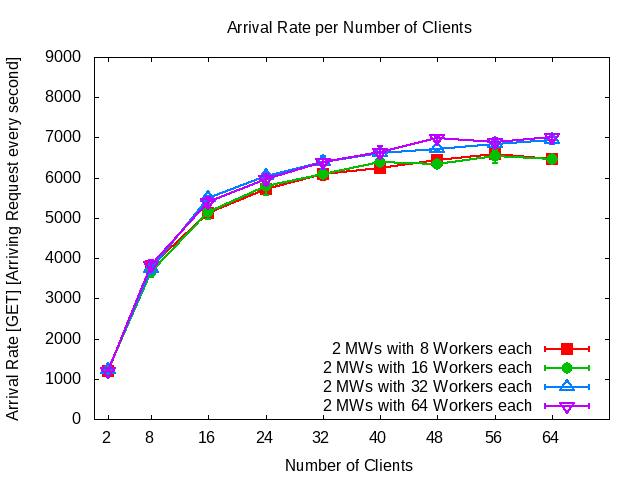 Arrival Rate per Number of Clients
Arrival Rate [GET] [Arriving Request every second]
9000
8000
7000
6000
5000
4000
3000
2000
1000
0
2 MWs with 8 Workers each
2 MWs with 16 Workers each
2 MWs with 32 Workers each
2 MWs with 64 Workers each
2 8 16 24 32 40 48 56 64
Number of Clients